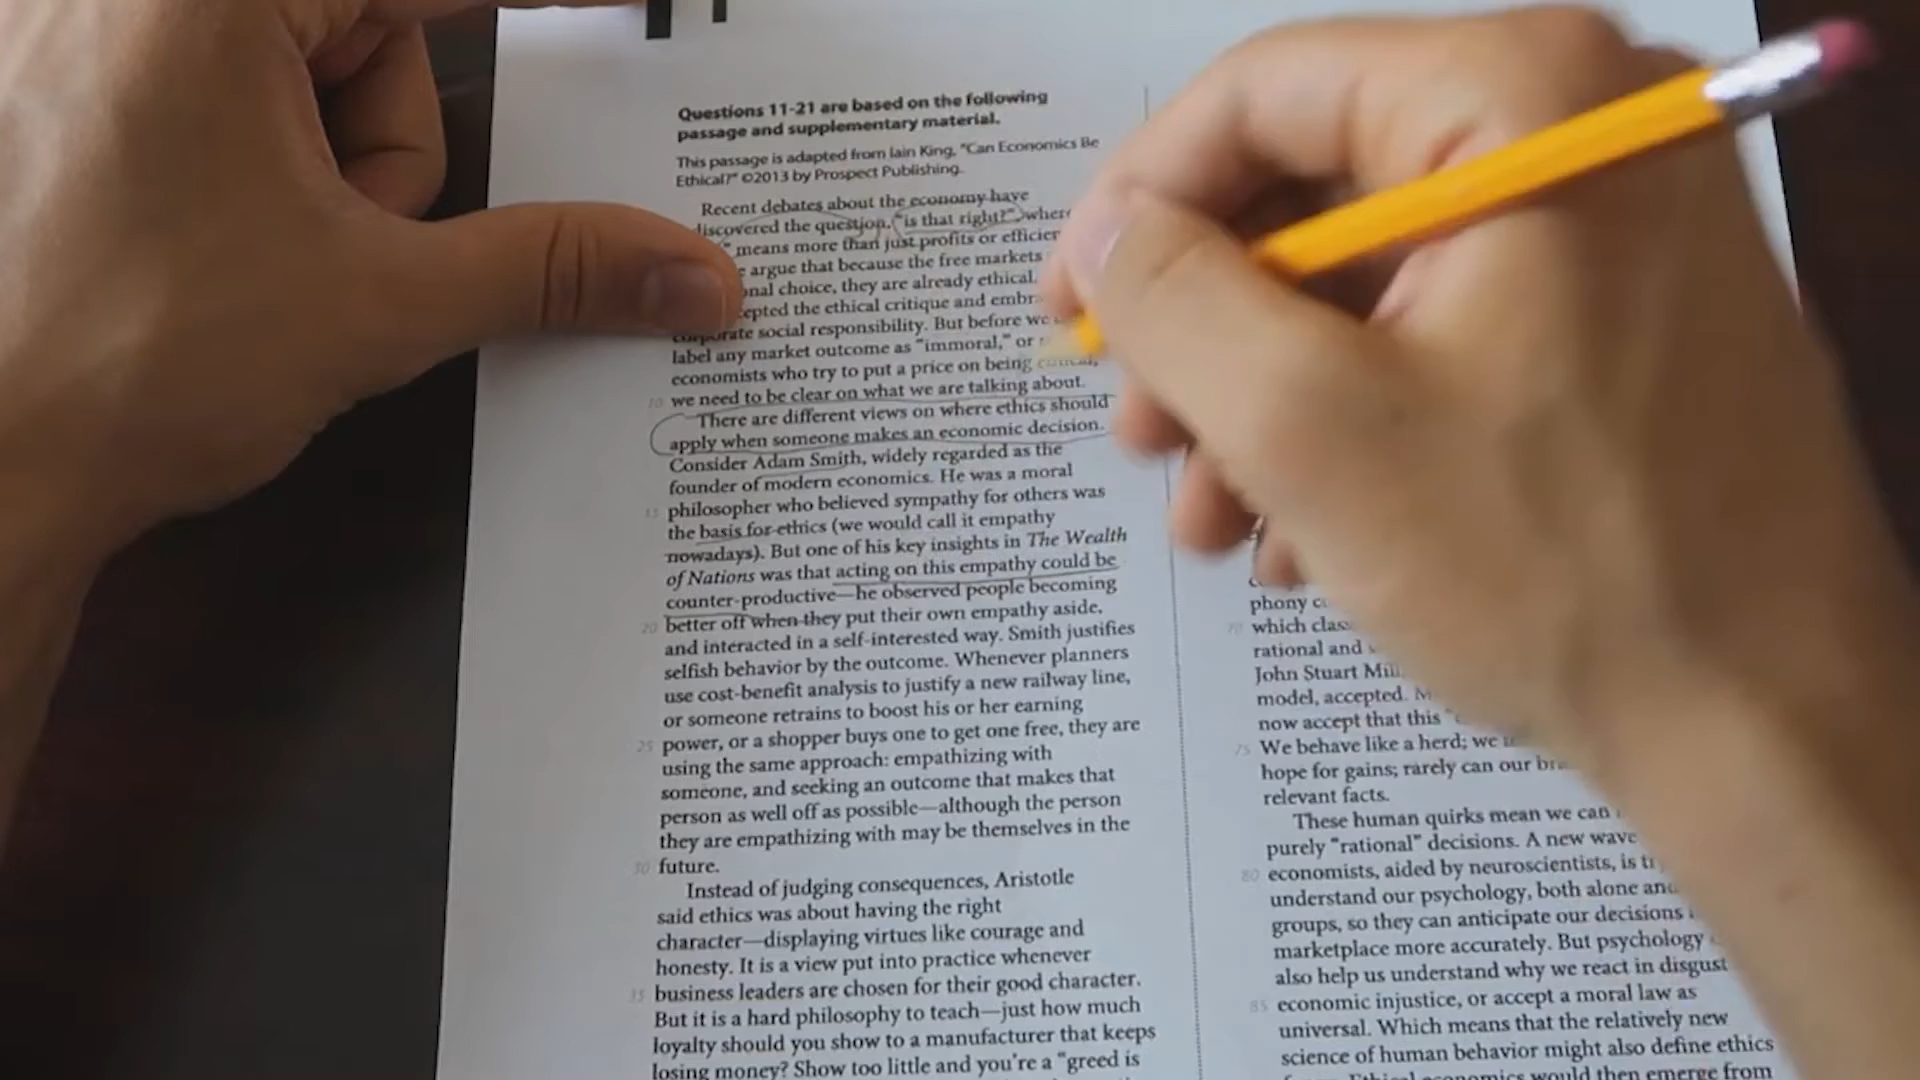 Questions 11-21 are based on the following
passage and supplementary material.
This passage is adapted from Iain King, "Can Economics Be
Ethical?" ©2013 by Prospect Publishing.
Recent debates about the economy have
discovered the question, "is that right?" where
" means more than just profits or
argue that because the free markets
choice, they are already ethical.
the ethical critique and
social responsibility. But before we
label any market outcome as "immoral," or
economists who try to put a price on being
10 we need to be clear on what we are talking about.
There are different views on where ethics should
apply when someone makes an economic decision.
Consider Adam Smith, widely regarded as the
founder of modern economics. He was a moral
15 philosopher who believed sympathy for others was
the basis for ethics (we would call it empathy
nowadays). But one of his key insights in The Wealth
of Nations was that acting on this empathy could be
counter-productive—he observed people becoming
20 better off when they put their own empathy aside,
and interacted in a self-interested way. Smith justifies
selfish behavior by the outcome. Whenever planners
use cost-benefit analysis to justify a new railway line,
or someone retrains to boost his or her earning
25 power, or a shopper buys one to get one free, they are
using the same approach: empathizing with
someone, and seeking an outcome that makes that
person as well off as possible—although the person
they are empathizing with may be themselves in the
30 future.
Instead of judging consequences, Aristotle
said ethics was about having the right
character—displaying virtues like courage and
honesty. It is a view put into practice whenever
35 business leaders are chosen for their good character.
But it is a hard philosophy to teach—just how much
loyalty should you show to a manufacturer that keeps
losing money? Show too little and you're a "greed is
phony
70 which
rational and
John Stuart
model, accepted.
now accept that this
75 We behave like a herd; we
hope for gains; rarely can our
relevant facts.
These human quirks mean we can
purely "rational" decisions. A new wave
80 economists, aided by neuroscientists, is
understand our psychology, both alone and
groups, so they can anticipate our decisions
marketplace more accurately. But psychology
also help us understand why we react in disgust
85 economic injustice, or accept a moral law as
universal. Which means that the relatively new
science of human behavior might also define ethics
economics would then emerge from